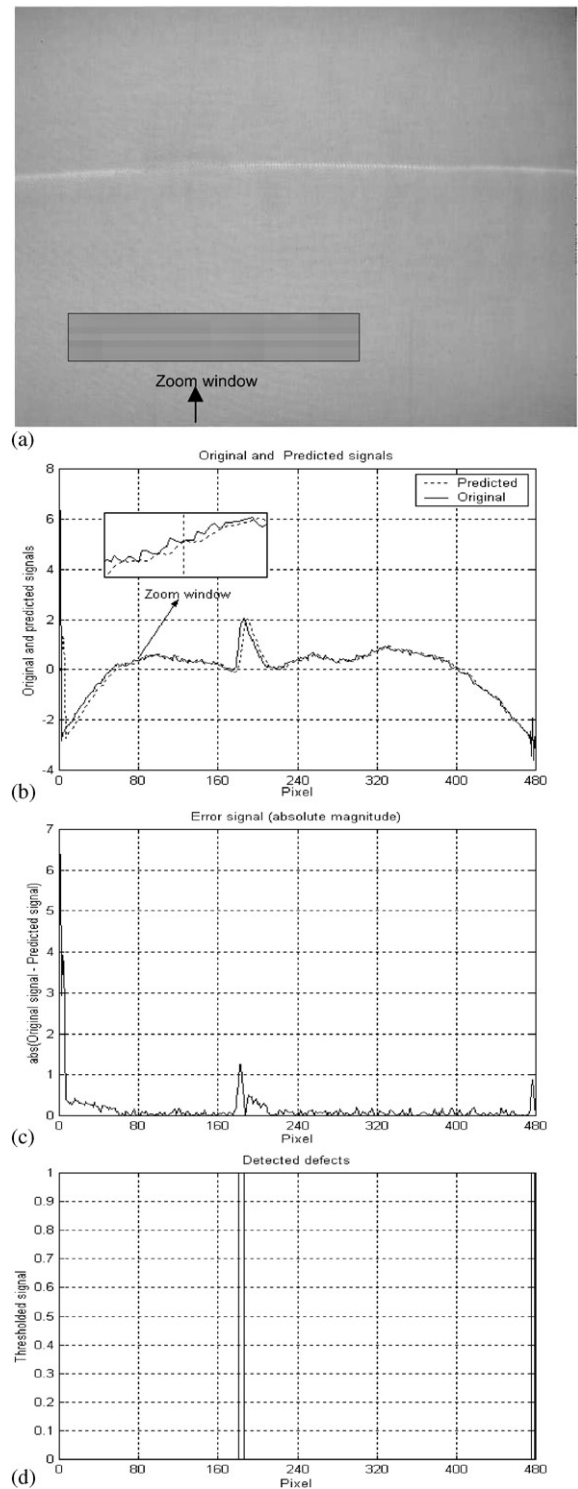 Zoom window
(a)
Original and Predicted signals
8
6
4
2
0
-2
-4
Original and predicted signals
Predicted
Original
Zoom window
0 80 160 240 320 400 480
Pixel
(b)
Error signal (absolute magnitude)
7
6
5
4
3
2
1
0
abs(Original signal - Predicted signal)
0 80 160 240 320 400 480
Pixel
(c)
Detected defects
1
0.9
0.8
0.7
0.6
0.5
0.4
0.3
0.2
0.1
0
Thresholded signal
0 80 160 240 320 400 480
Pixel
(d)